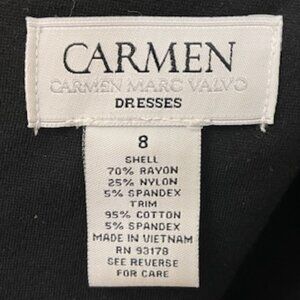 CARMEN
CARMEN MARC VALVO
DRESSES
8
SHELL
70% RAYON
25% NYLON
5% SPANDEX
TRIM
95% COTTON
5% SPANDEX
MADE IN VIETNAM
RN 93178
SEE REVERSE
FOR CARE